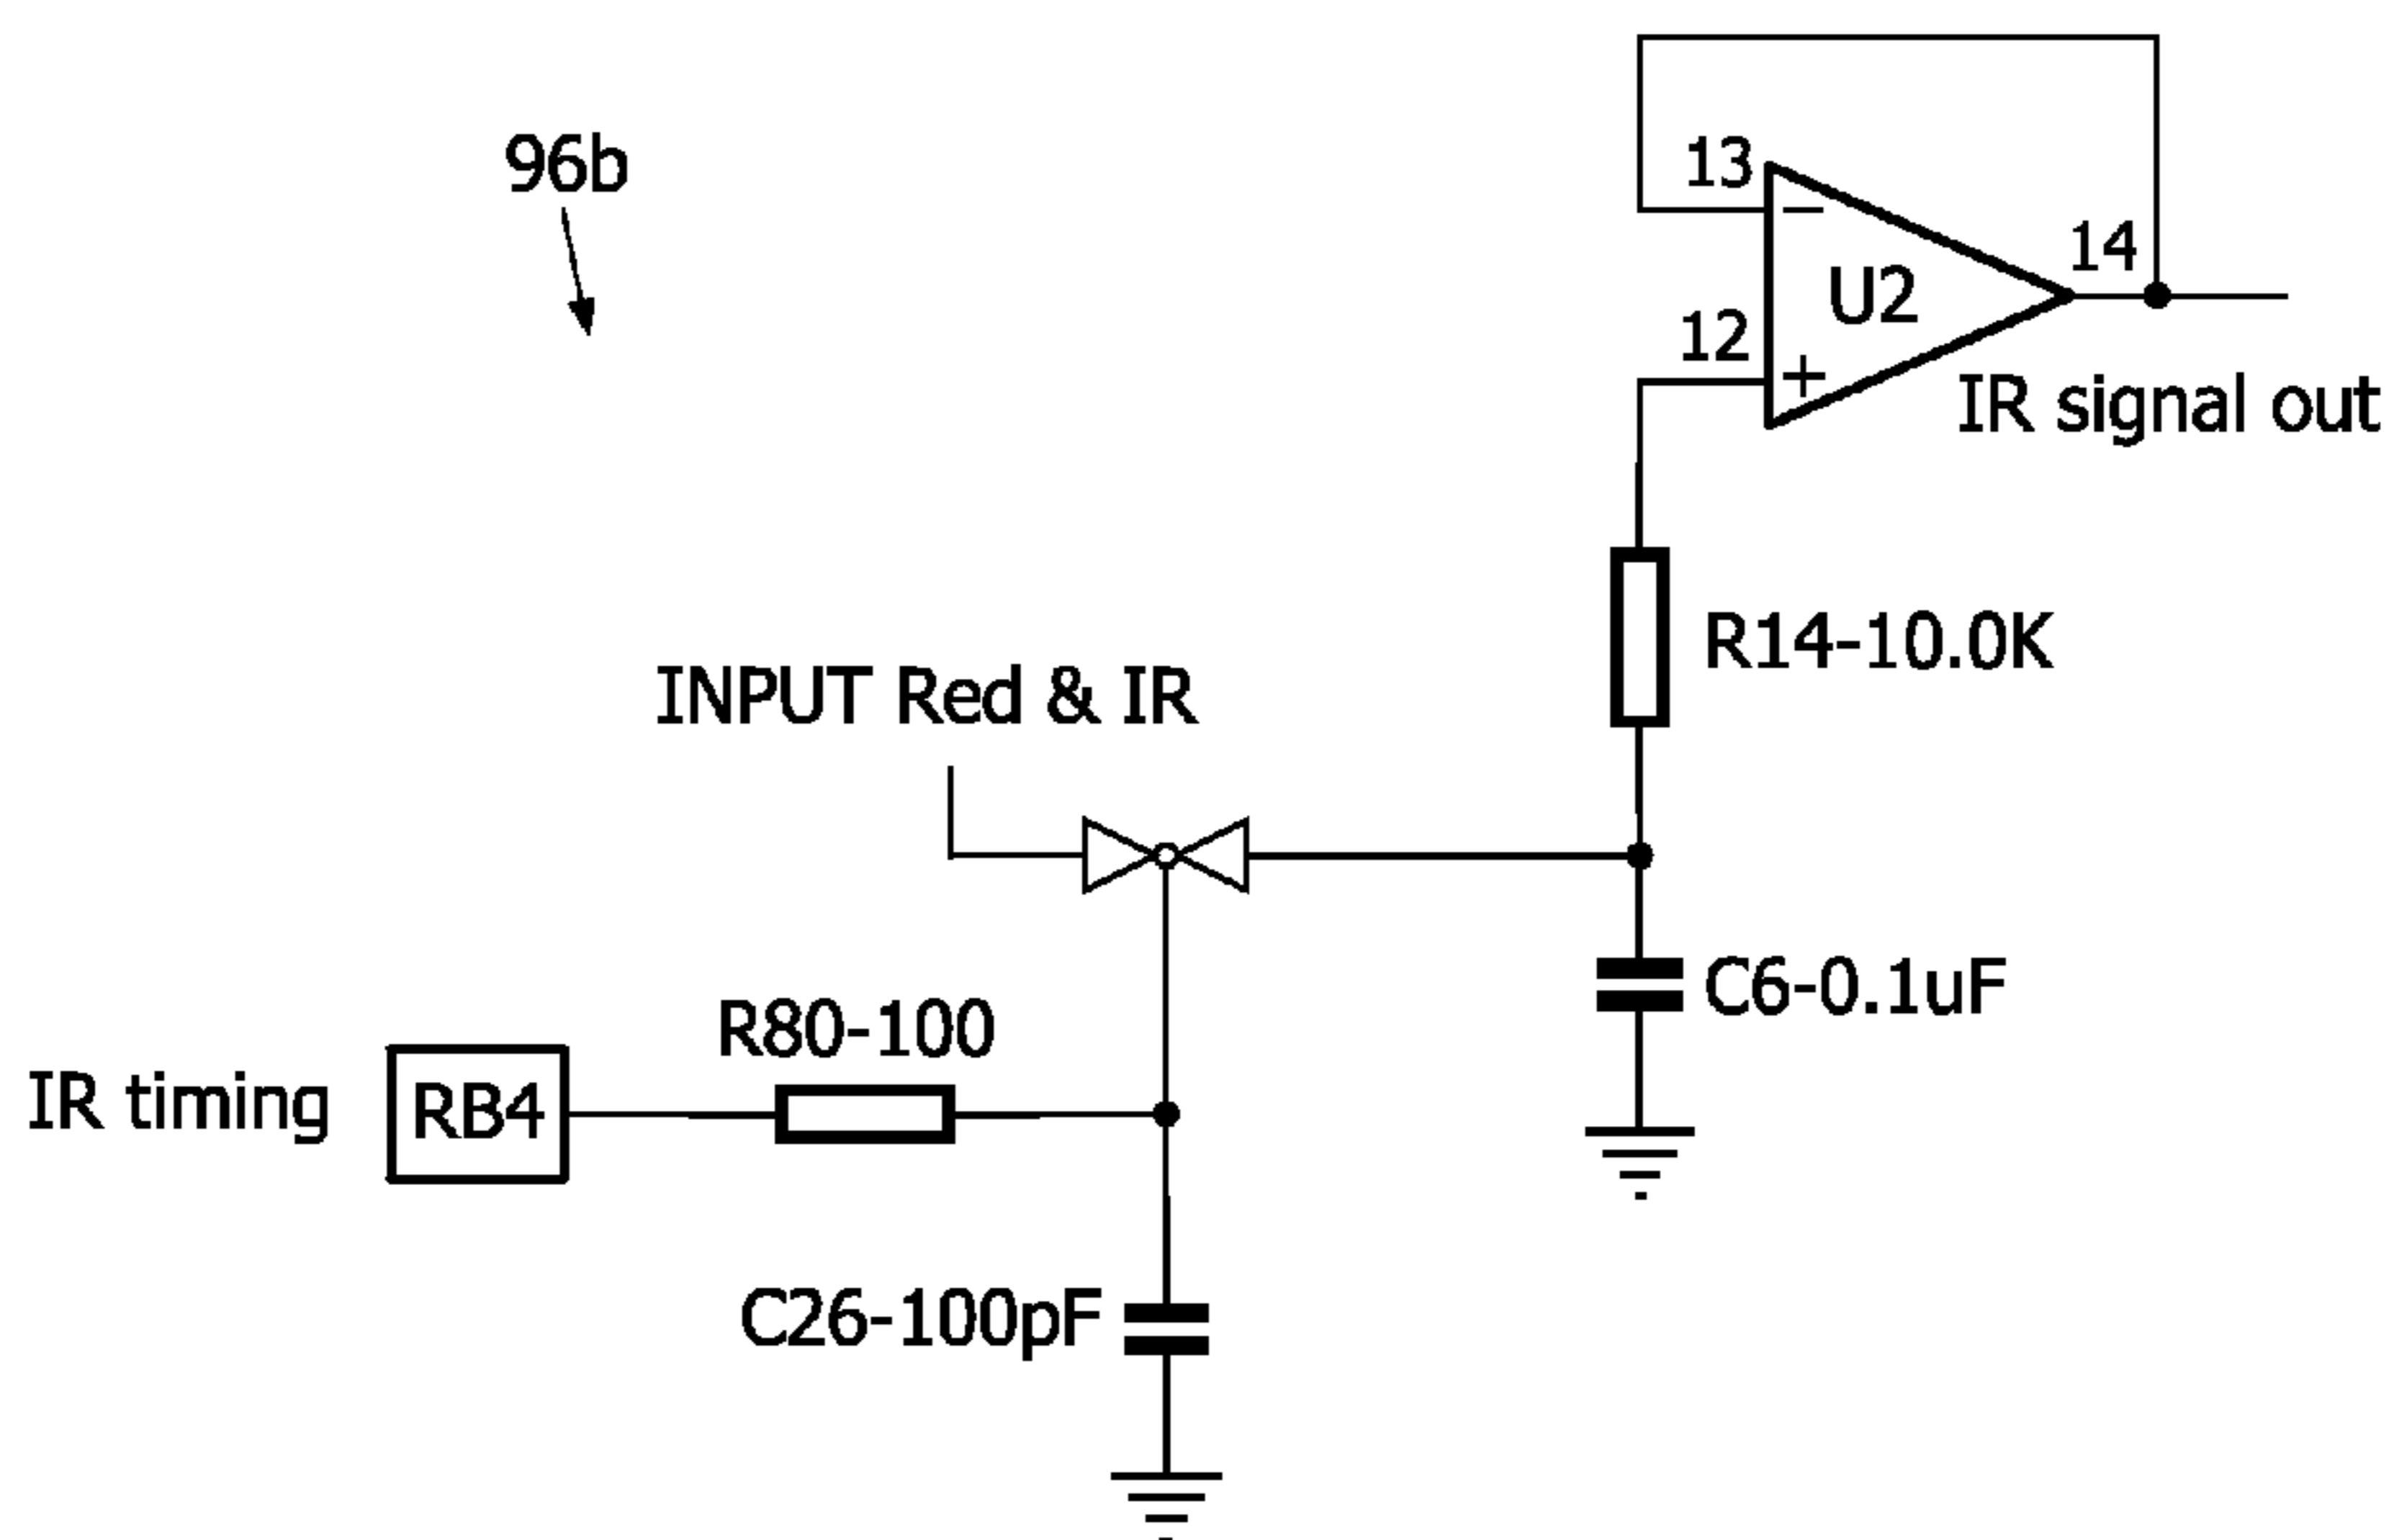 96b
13
−
14
U2
12
+
IR signal out
R14-10.0K
INPUT Red & IR
C6-0.1uF
R80-100
IR timing
RB4
C26-100pF